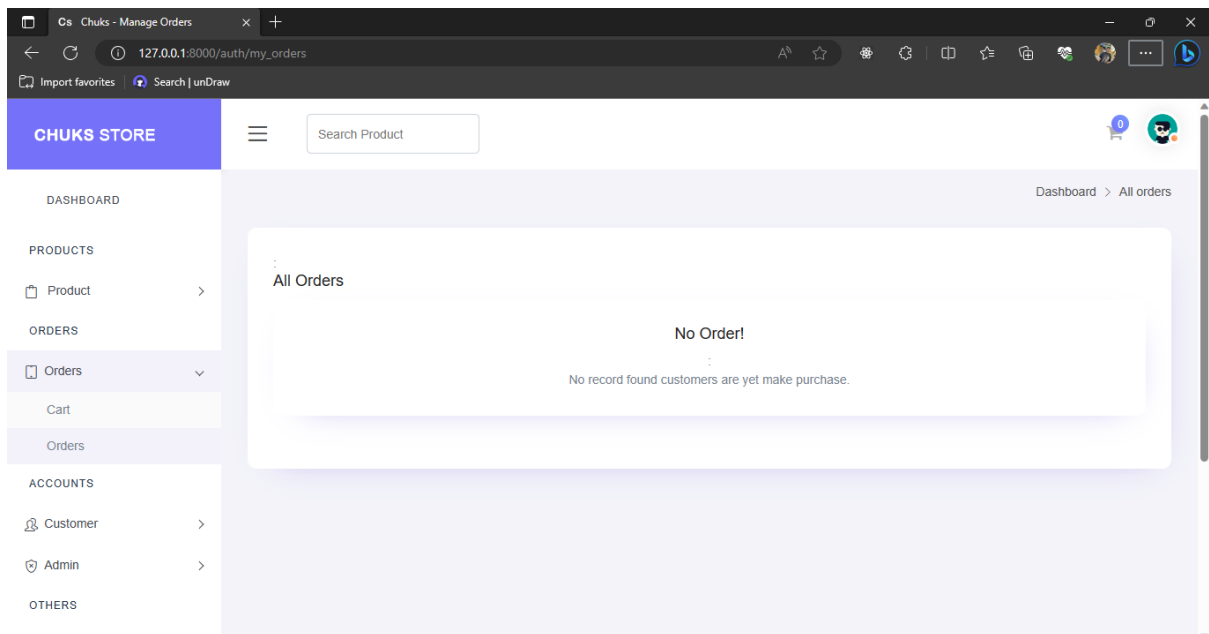 Cs Chuks - Manage Orders
127.0.0.1:8000/auth/my_orders
Import favorites
Search | unDraw
CHUKS STORE
Search Product
0
DASHBOARD
Dashboard > All orders
PRODUCTS
Product
ORDERS
Orders
Cart
Orders
ACCOUNTS
Customer
Admin
OTHERS
:
All Orders
No Order!
:
No record found customers are yet make purchase.